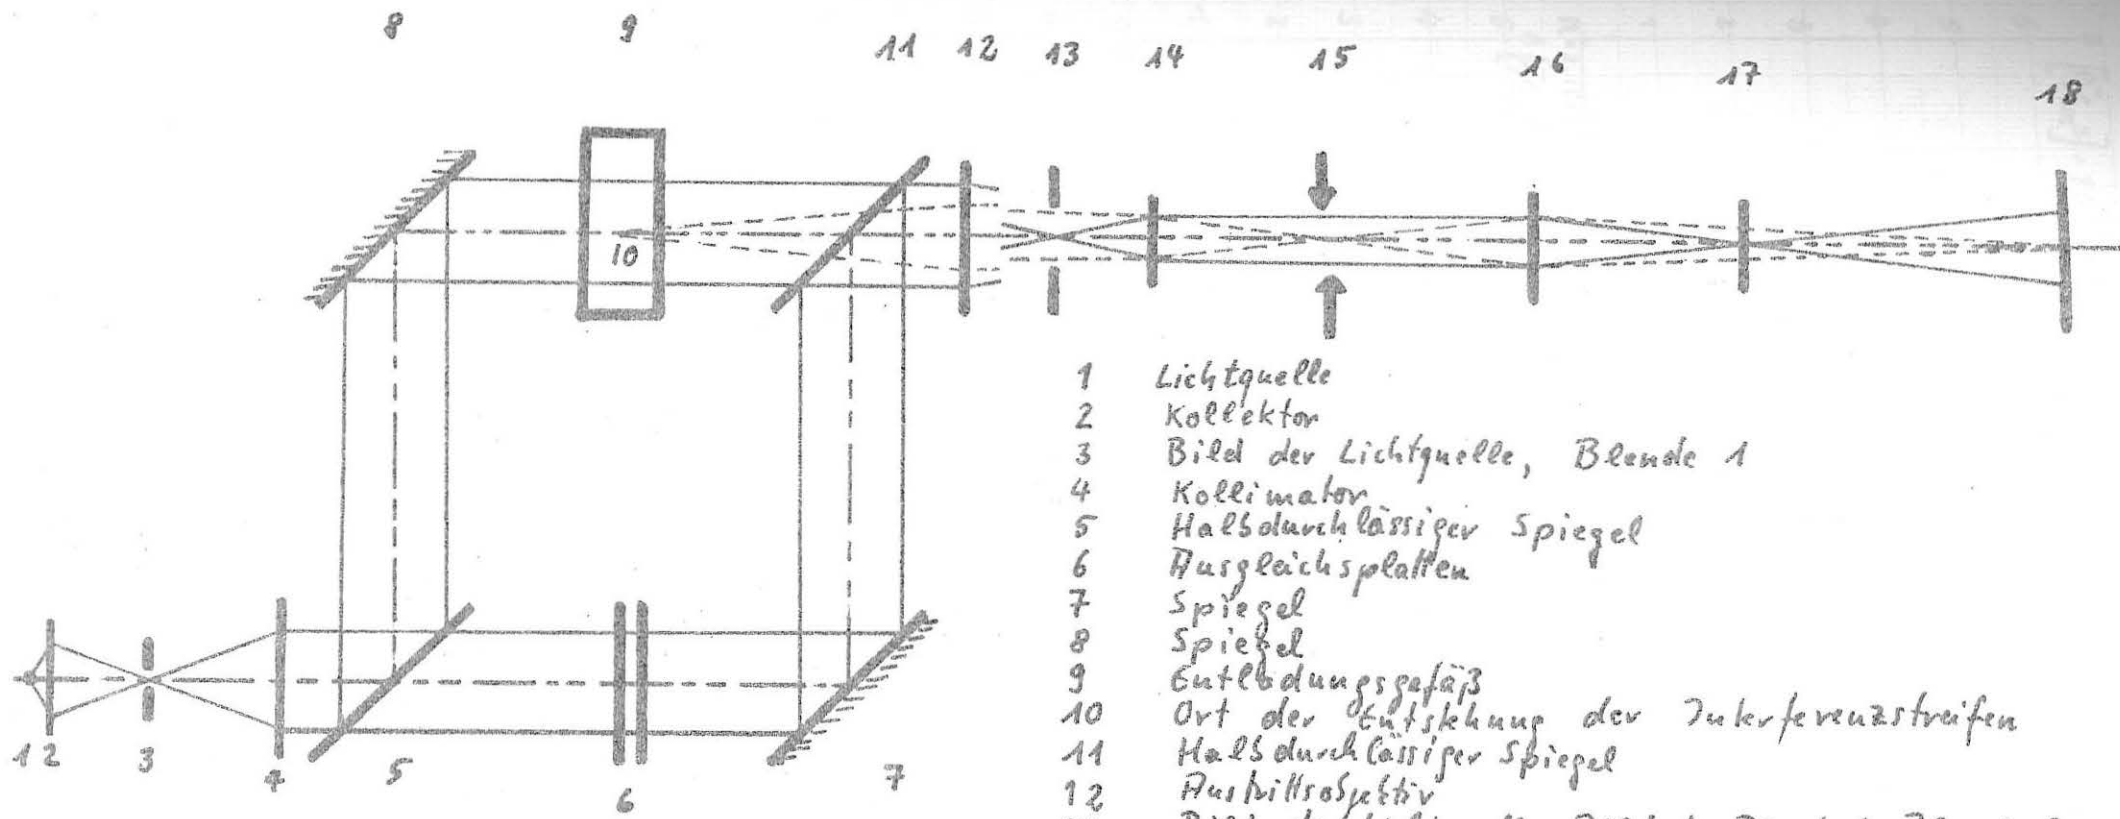 8 9 11 12 13 14 15 16 17 18
10
1 2 3 4 5 6 7
1 Lichtquelle
2 Kollektor
3 Bild der Lichtquelle, Blende 1
4 Kollimator
5 Halbdurchlässiger Spiegel
6 Ausgleichsplatten
7 Spiegel
8 Spiegel
9 Entladungsgefäß
10 Ort der Entstehung der Interferenzstreifen
11 Halbdurchlässiger Spiegel
12 Austrittsobjektiv